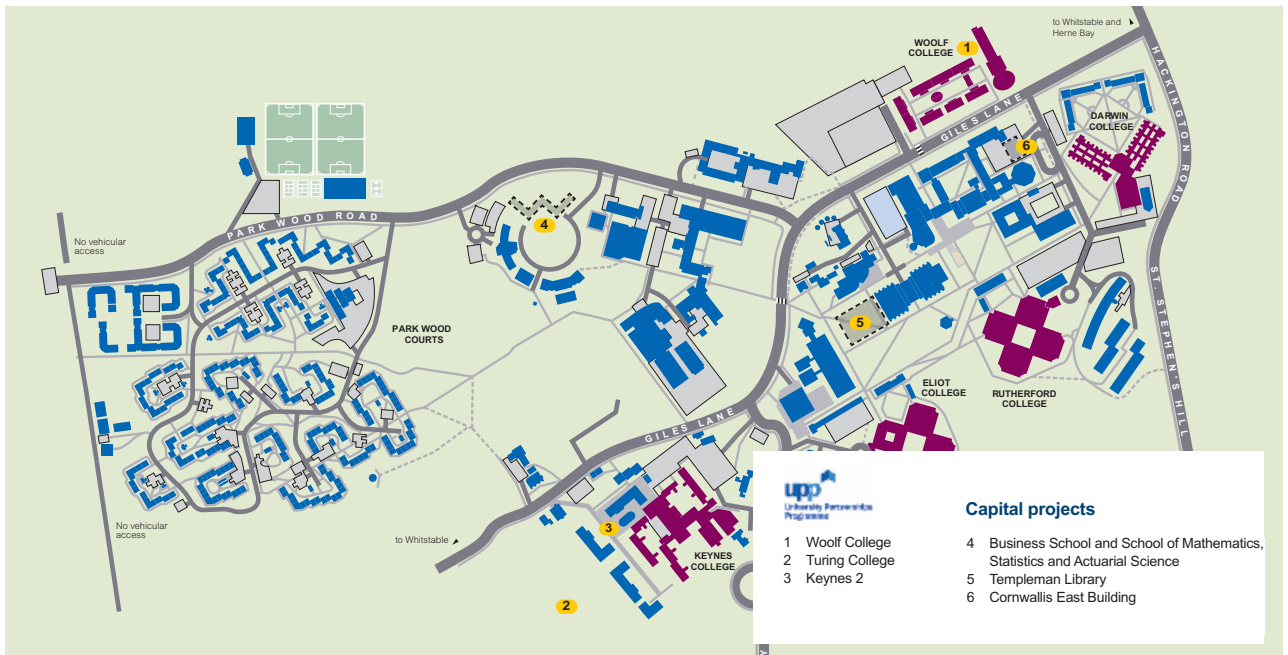 to Whitstable and
Herne Bay
WOOLF
COLLEGE
1
HACKINGTON ROAD
GILES LANE
DARWIN
COLLEGE
6
PARK WOOD ROAD
4
No vehicular
access
ST. STEPHEN'S HILL
5
PARK WOOD
COURTS
ELIOT
COLLEGE
RUTHERFORD
COLLEGE
GILES LANE
No vehicular
access
to Whitstable
3
KEYNES
COLLEGE
2
Y
upp
University Partnerships
Programme
1 Woolf College
2 Turing College
3 Keynes 2
Capital projects
4 Business School and School of Mathematics,
Statistics and Actuarial Science
5 Templeman Library
6 Cornwallis East Building